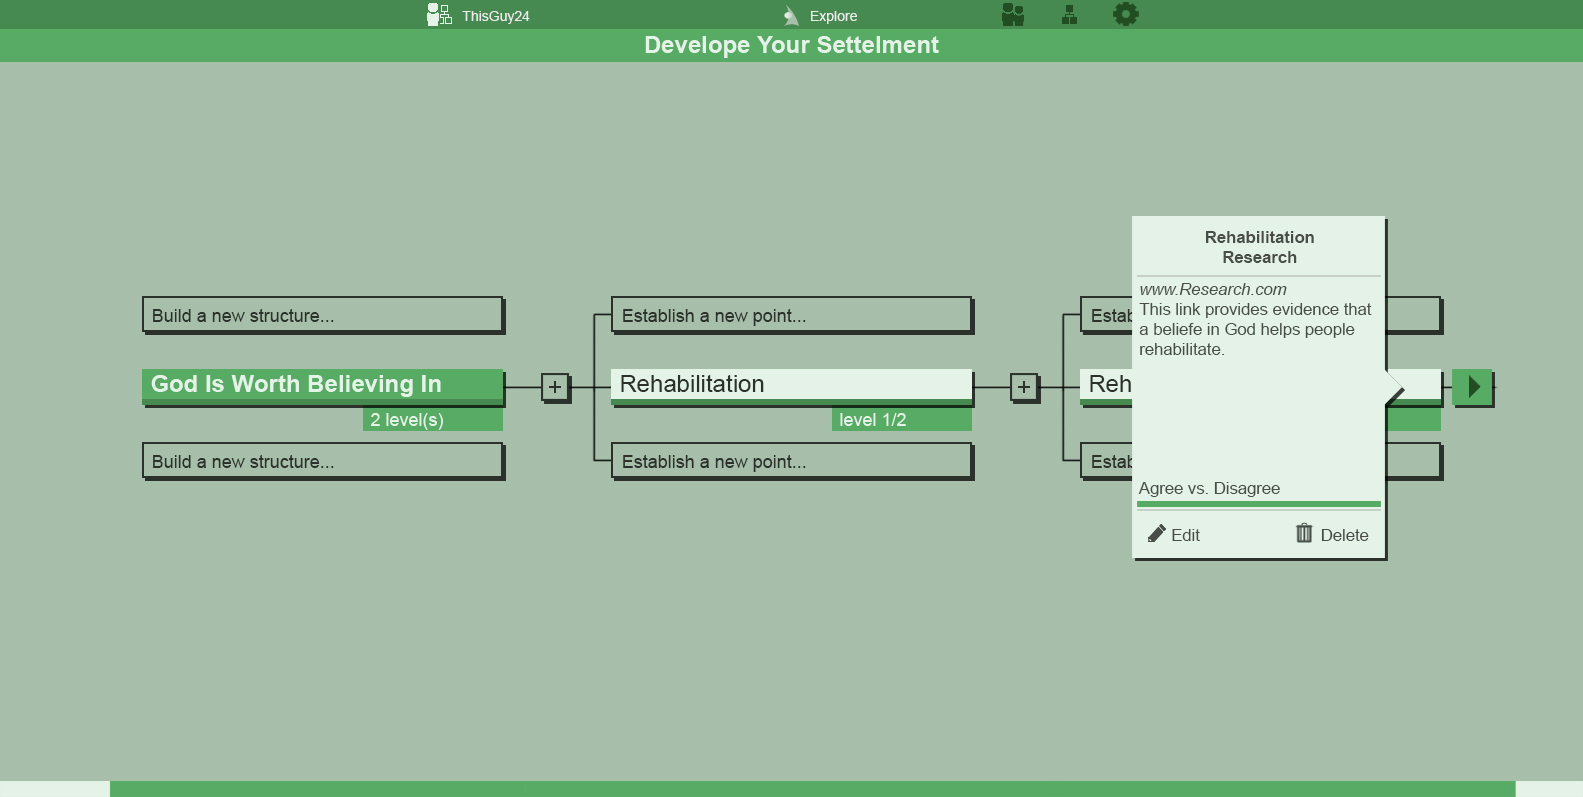 ThisGuy24
Explore
Develope Your Settelment
Rehabilitation
Research
www.Research.com
This link provides evidence that
a beliefe in God helps people
rehabilitate.
Agree vs. Disagree
Edit
Delete
Build a new structure...
Establish a new point...
Estab
God Is Worth Believing In
Rehabilitation
Reh
2 level(s)
level 1/2
Build a new structure...
Establish a new point...
Estab